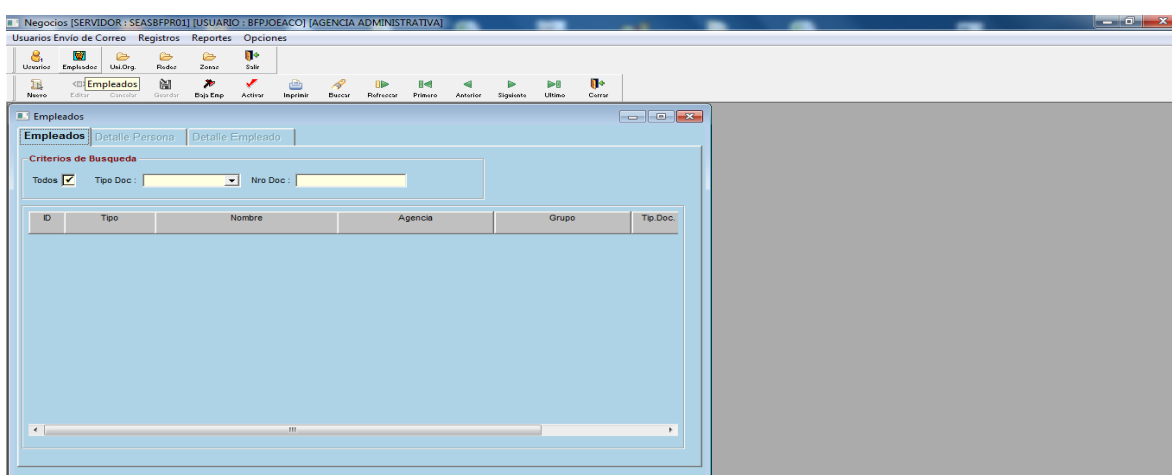 Negocios [SERVIDOR : SEASBFPR01] [USUARIO : BFPJOEACO] [AGENCIA ADMINISTRATIVA]
Usuarios Envío de Correo Registros Reportes Opciones
Usuarios Empleados Uni.Org. Redes Zonas Salir
Empleados
Nuevo Editar Cancelar Guardar Baja Emp Activar Imprimir Buscar Refrescar Primero Anterior Siguiente Ultimo Cerrar
Empleados
Empleados Detalle Persona Detalle Empleado
Criterios de Busqueda
Todos Tipo Doc : Nro Doc :
ID Tipo Nombre Agencia Grupo Tip.Doc.